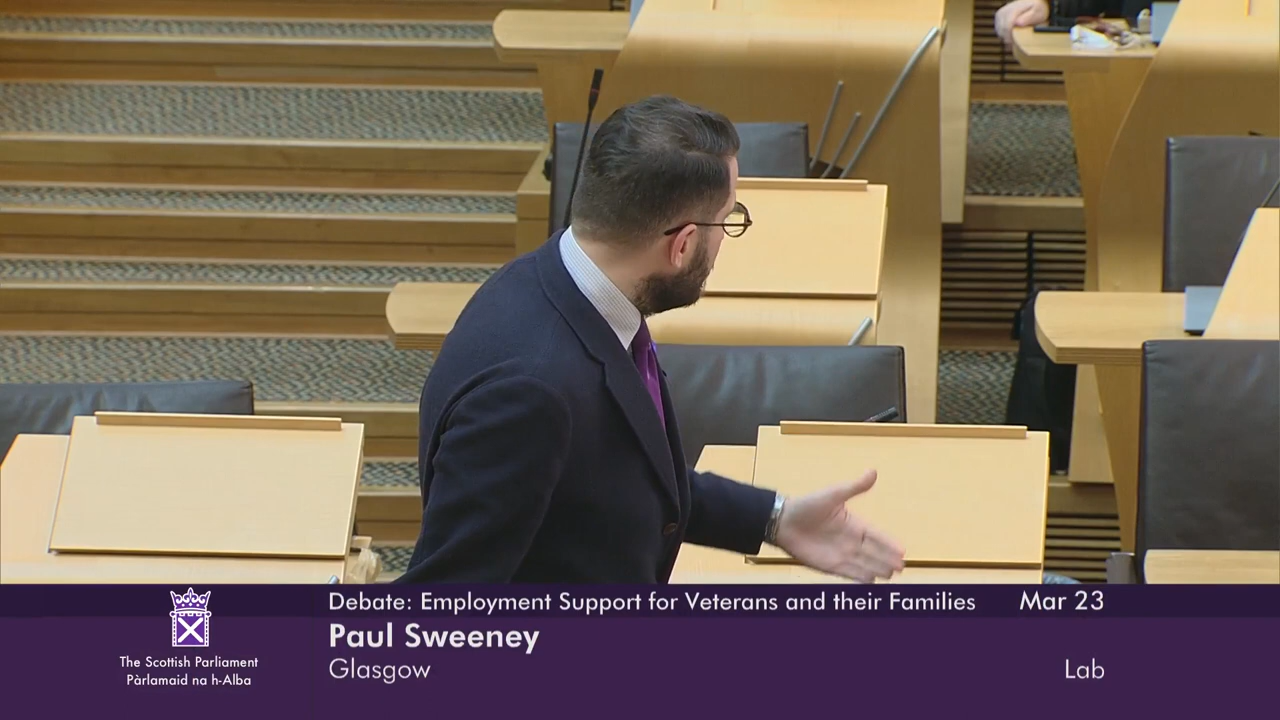 Debate: Employment Support for Veterans and their Families Mar 23
Paul Sweeney
Glasgow Lab
The Scottish Parliament
Pàrlamaid na h-Alba